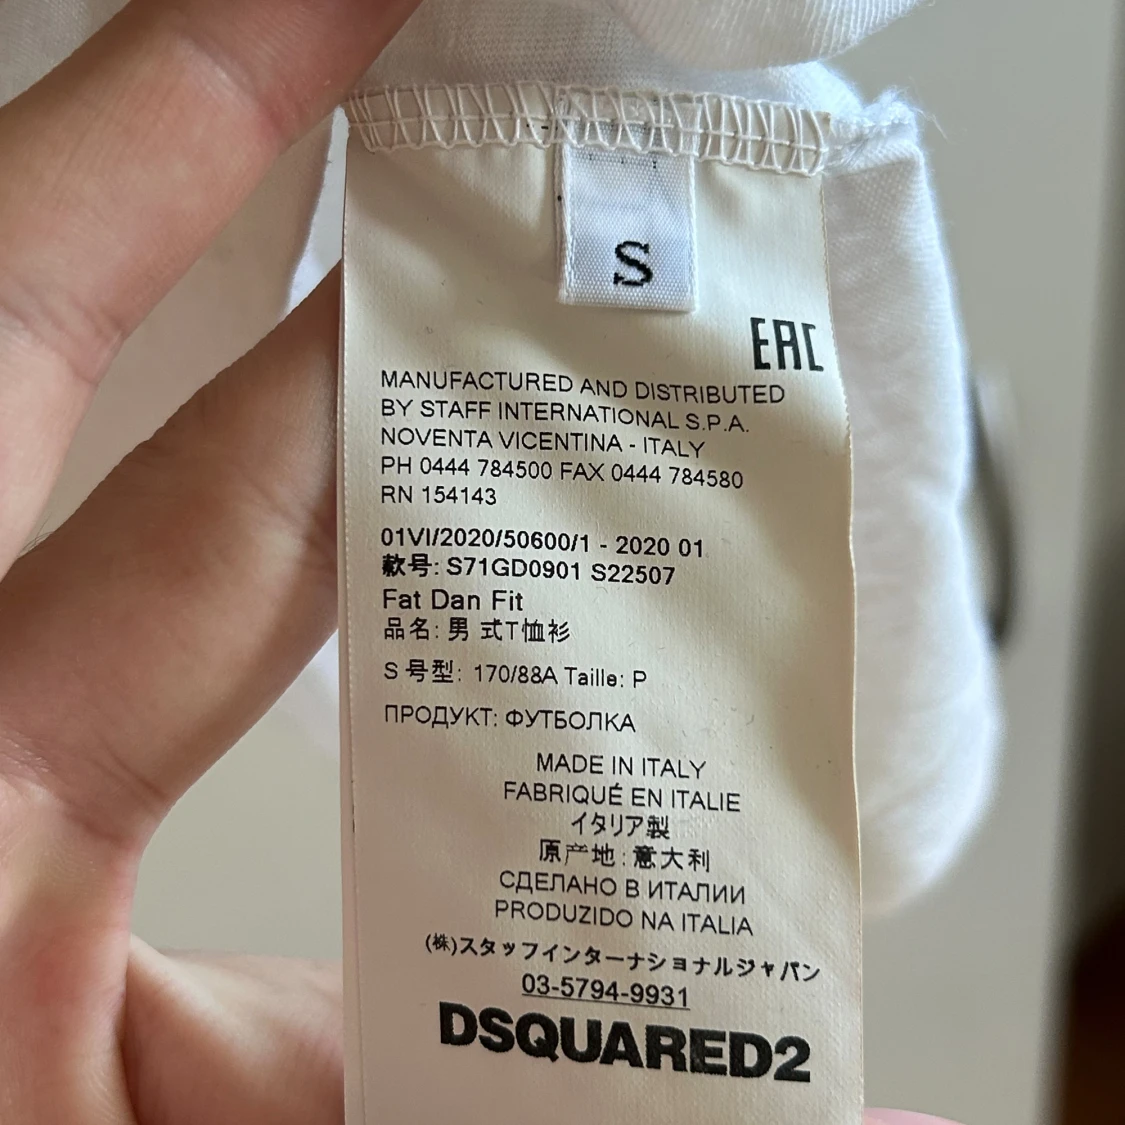 S
EAC
MANUFACTURED AND DISTRIBUTED
BY STAFF INTERNATIONAL S.P.A.
NOVENTA VICENTINA - ITALY
PH 0444 784500 FAX 0444 784580
RN 154143
01VI/2020/50600/1 - 2020 01
款号: S71GD0901 S22507
Fat Dan Fit
品名: 男 式T恤衫
S 号型: 170/88A Taille: P
ПРОДУКТ: ФУТБОЛКА
MADE IN ITALY
FABRIQUÉ EN ITALIE
イタリア製
原产地: 意大利
СДЕЛАНО В ИТАЛИИ
PRODUZIDO NA ITALIA
(株)スタッフインターナショナルジャパン
03-5794-9931
DSQUARED2